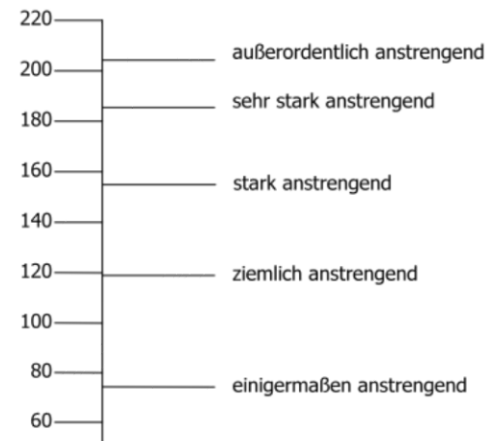 220
außerordentlich anstrengend
200
sehr stark anstrengend
180
160
stark anstrengend
140
120
ziemlich anstrengend
100
80
einigermaßen anstrengend
60